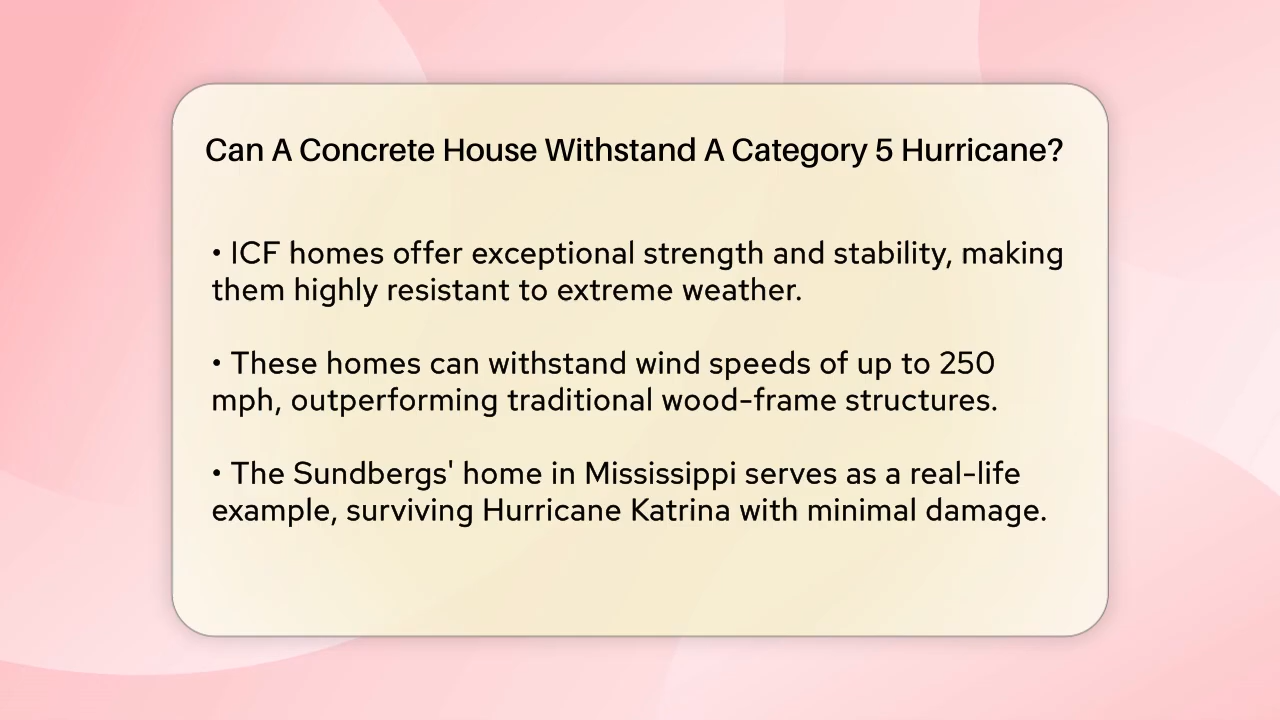 Can A Concrete House Withstand A Category 5 Hurricane?
• ICF homes offer exceptional strength and stability, making
them highly resistant to extreme weather.
• These homes can withstand wind speeds of up to 250
mph, outperforming traditional wood-frame structures.
• The Sundbergs' home in Mississippi serves as a real-life
example, surviving Hurricane Katrina with minimal damage.